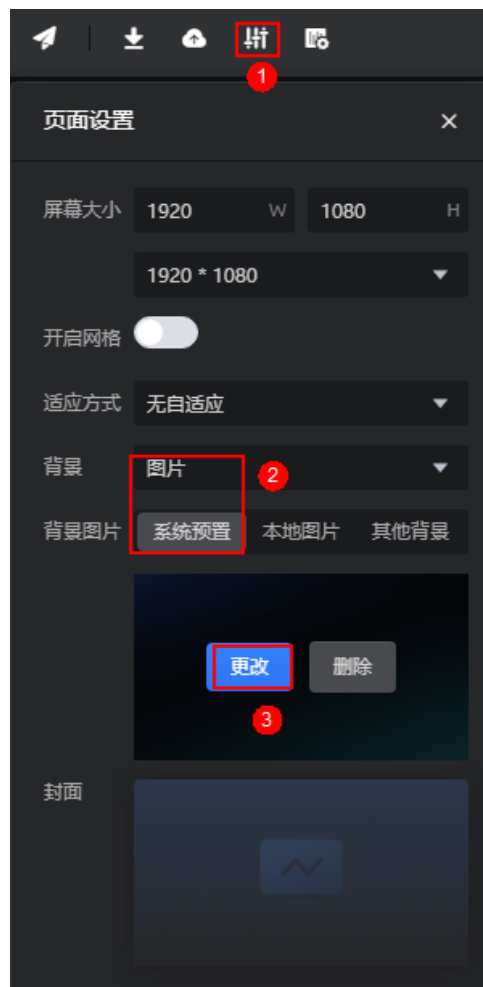 1
页面设置
屏幕大小 1920 W 1080 H
1920 * 1080
开启网格
适应方式 无自适应
背景 图片 2
背景图片 系统预置 本地图片 其他背景
更改 删除
3
封面